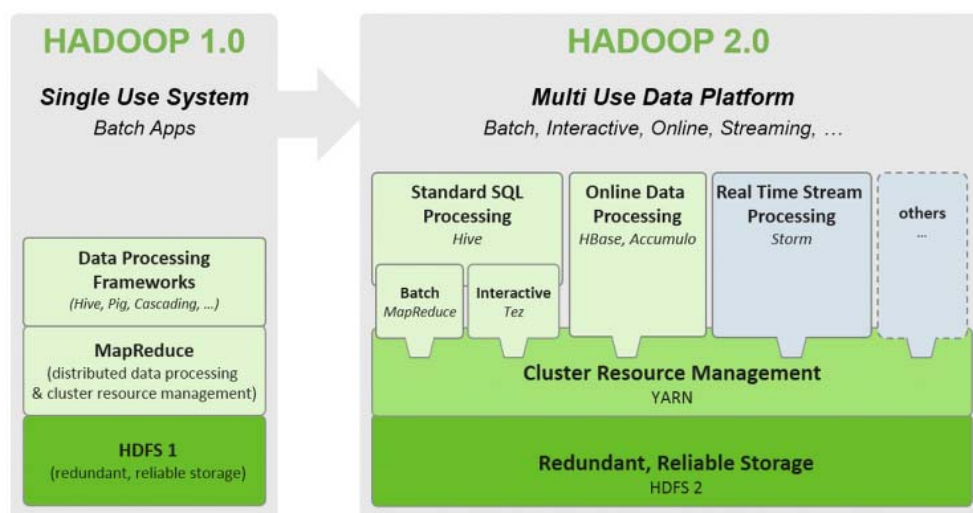 HADOOP 1.0
Single Use System
Batch Apps
Data Processing
Frameworks
(Hive, Pig, Cascading, ...)
MapReduce
(distributed data processing
& cluster resource management)
HDFS 1
(redundant, reliable storage)
HADOOP 2.0
Multi Use Data Platform
Batch, Interactive, Online, Streaming, ...
Standard SQL
Processing
Hive
Batch
MapReduce
Interactive
Tez
Online Data
Processing
HBase, Accumulo
Real Time Stream
Processing
Storm
others
...
Cluster Resource Management
YARN
Redundant, Reliable Storage
HDFS 2